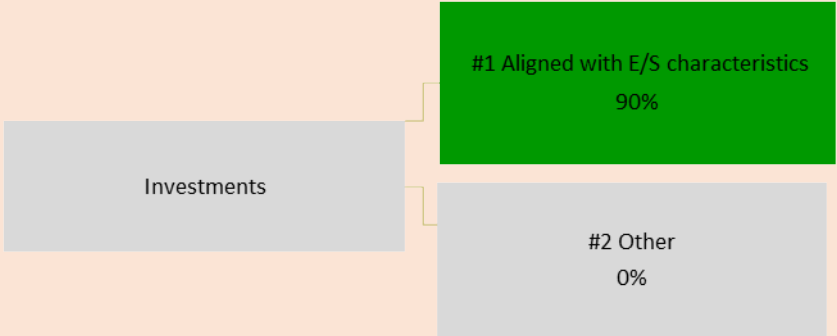 #1 Aligned with E/S characteristics
90%
Investments
#2 Other
0%